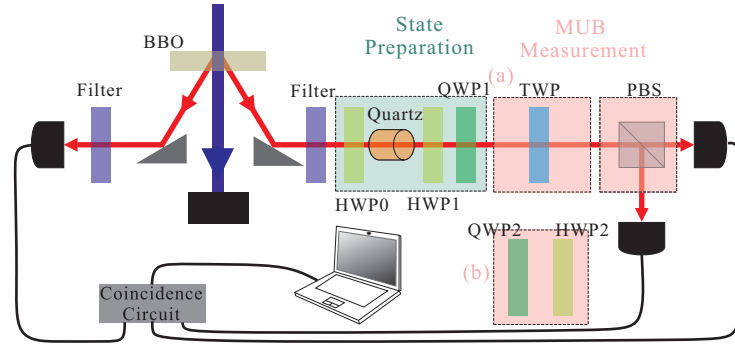 BBO
State
Preparation
MUB
Measurement
(a)
Filter
Filter
Quartz
QWP1
TWP
PBS
HWP0
HWP1
QWP2
HWP2
(b)
Coincidence
Circuit